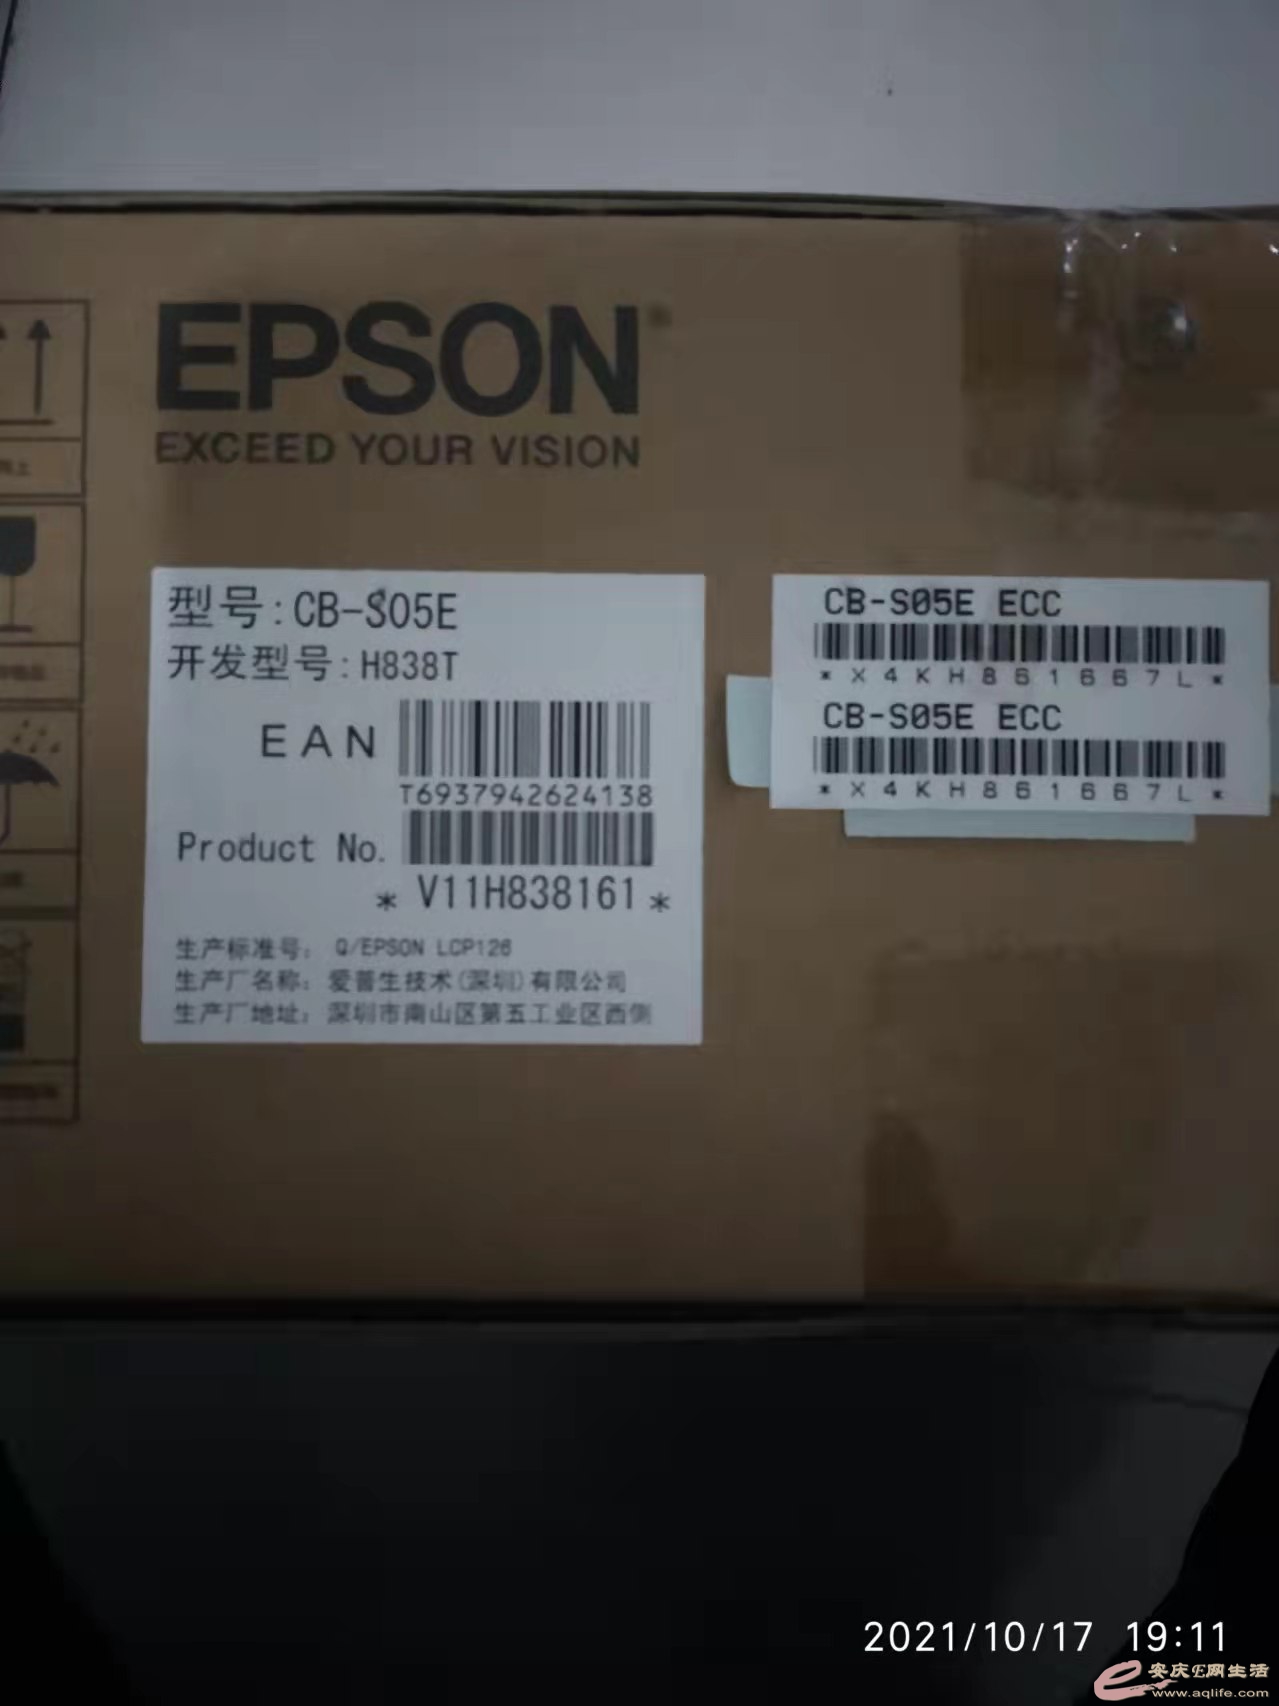 EPSON
EXCEED YOUR VISION
型号:CB-S05E
开发型号:H838T
EAN
T6937942624138
Product No.
* V11H838161 *
生产标准号: Q/EPSON LCP126
生产厂名称: 爱普生技术(深圳)有限公司
生产厂地址: 深圳市南山区第五工业区西侧
CB-S05E ECC
* X4KH861667L *
CB-S05E ECC
* X4KH861667L *
2021/10/17 19:11
安庆E网生活
www.aqlife.com